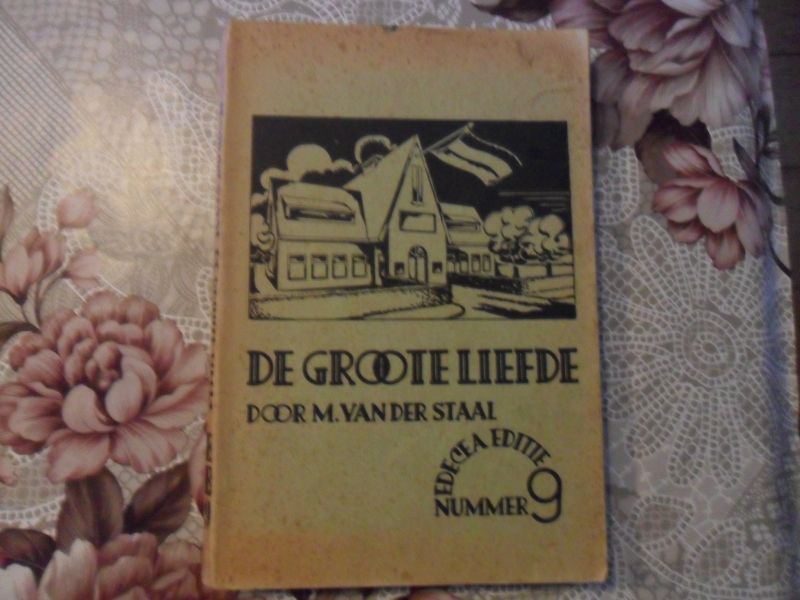 DE GROOTE LIEFDE
DOOR M. VAN DER STAAL
EDECEA EDITIE
NUMMER 9